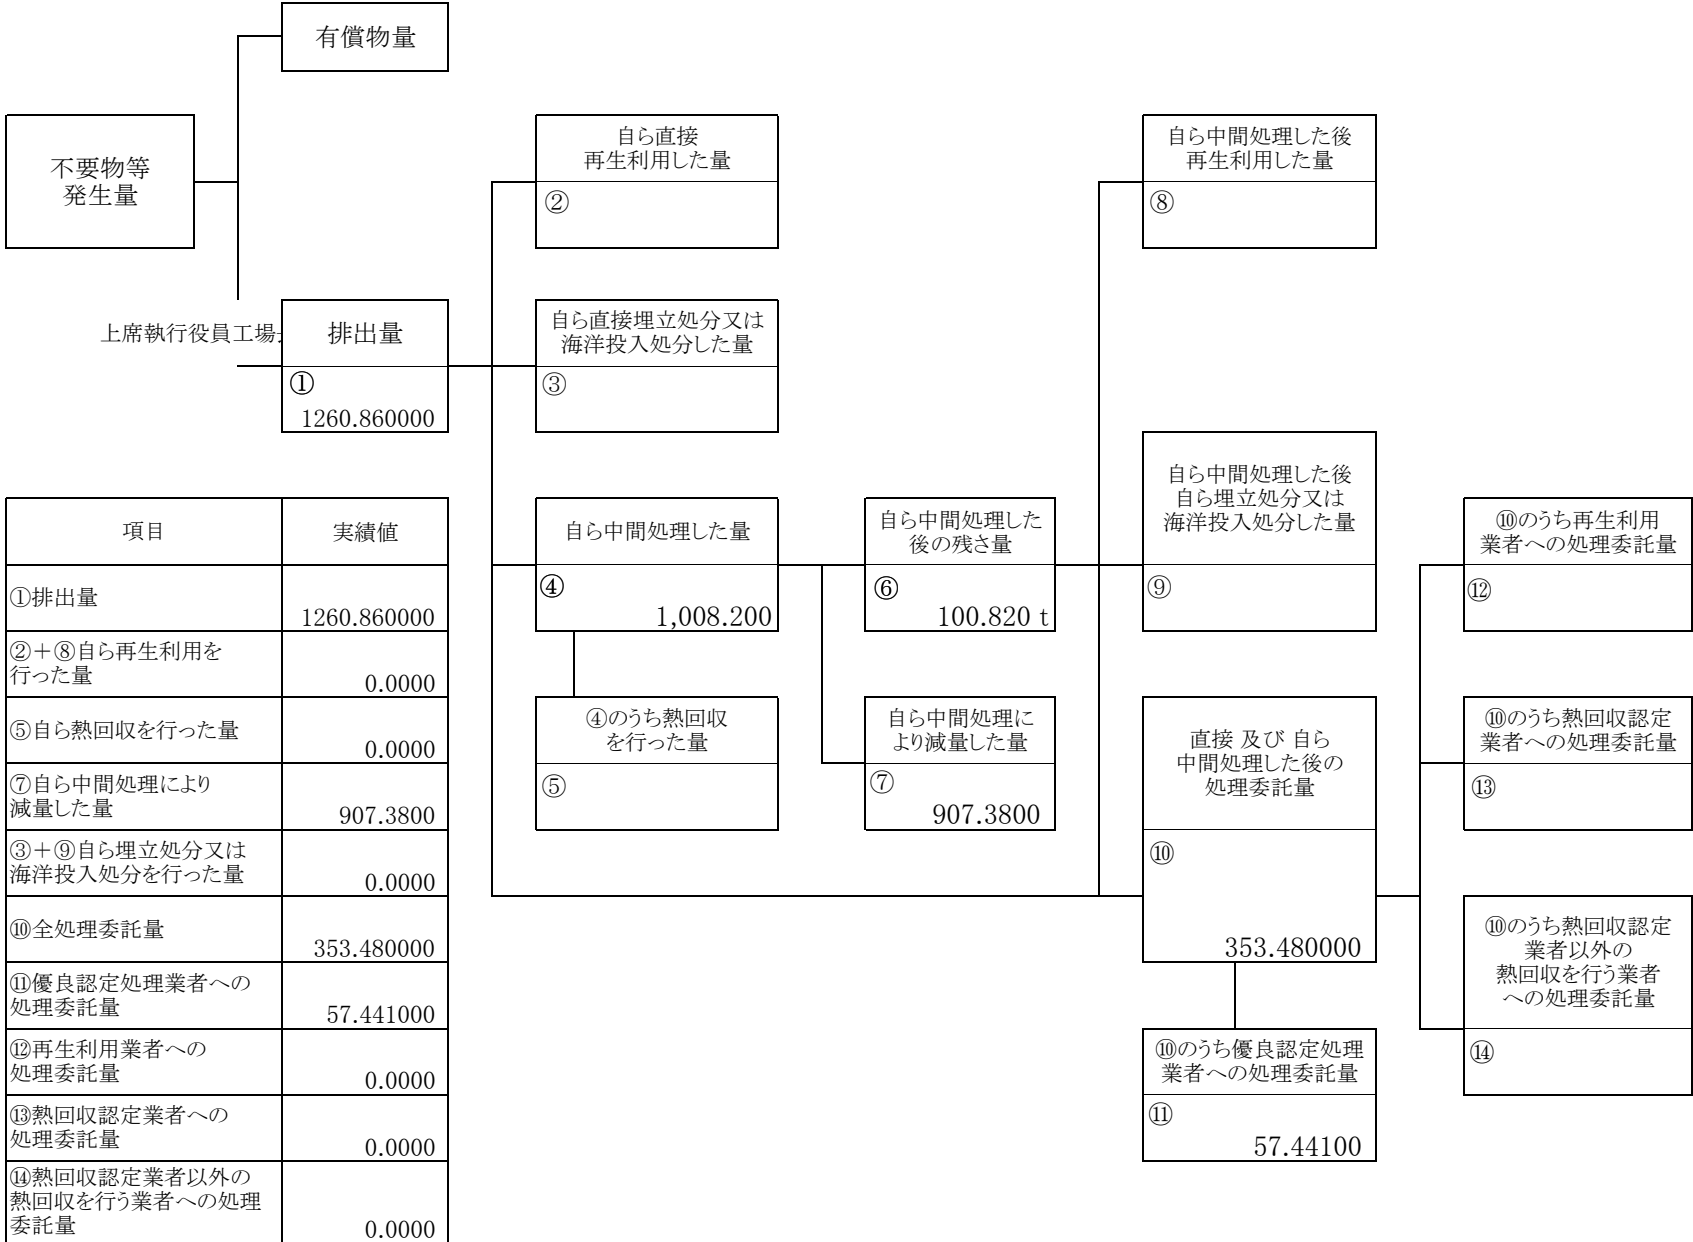 有償物量
不要物等
発生量
自ら直接
再生利用した量
②
自ら中間処理した後
再生利用した量
⑧
上席執行役員工場
排出量
①
1260.860000
自ら直接埋立処分又は
海洋投入処分した量
③
自ら中間処理した量
④
1,008.200
自ら中間処理した
後の残さ量
⑥
100.820 t
自ら中間処理した後
自ら埋立処分又は
海洋投入処分した量
⑨
⑩のうち再生利用
業者への処理委託量
⑫
④のうち熱回収
を行った量
⑤
自ら中間処理に
より減量した量
⑦
907.3800
直接 及び 自ら
中間処理した後の
処理委託量
⑩
353.480000
⑩のうち熱回収認定
業者への処理委託量
⑬
⑩のうち熱回収認定
業者以外の
熱回収を行う業者
への処理委託量
⑭
⑩のうち優良認定処理
業者への処理委託量
⑪
57.44100
項目 実績値
①排出量
1260.860000
②＋⑧自ら再生利用を
行った量
0.0000
⑤自ら熱回収を行った量
0.0000
⑦自ら中間処理により
減量した量
907.3800
③＋⑨自ら埋立処分又は
海洋投入処分を行った量
0.0000
⑩全処理委託量
353.480000
⑪優良認定処理業者への
処理委託量
57.441000
⑫再生利用業者への
処理委託量
0.0000
⑬熱回収認定業者への
処理委託量
0.0000
⑭熱回収認定業者以外の
熱回収を行う業者への処理
委託量
0.0000